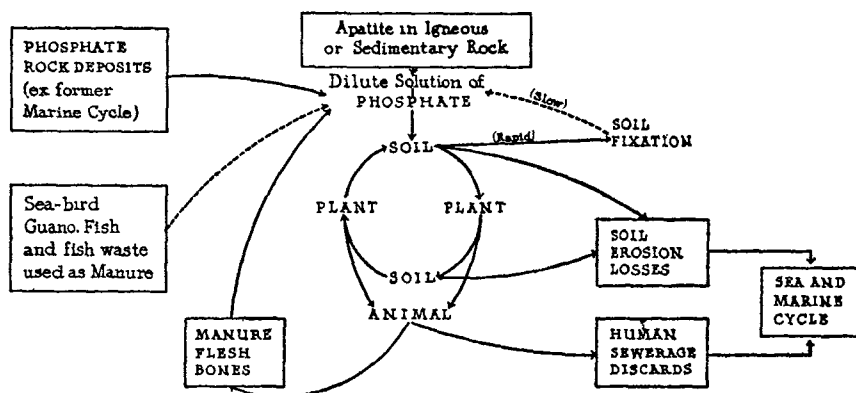 Apatite in Igneous
or Sedimentary Rock
PHOSPHATE
ROCK DEPOSITS
(ex former
Marine Cycle)
Dilute Solution of
PHOSPHATE
(Slow)
(Rapid)
SOIL
FIXATION
SOIL
Sea-bird
Guano. Fish
and fish waste
used as Manure
PLANT
PLANT
SOIL
EROSION
LOSSES
SOIL
SEA AND
MARINE
CYCLE
ANIMAL
MANURE
FLESH
BONES
HUMAN
SEWERAGE
DISCARDS